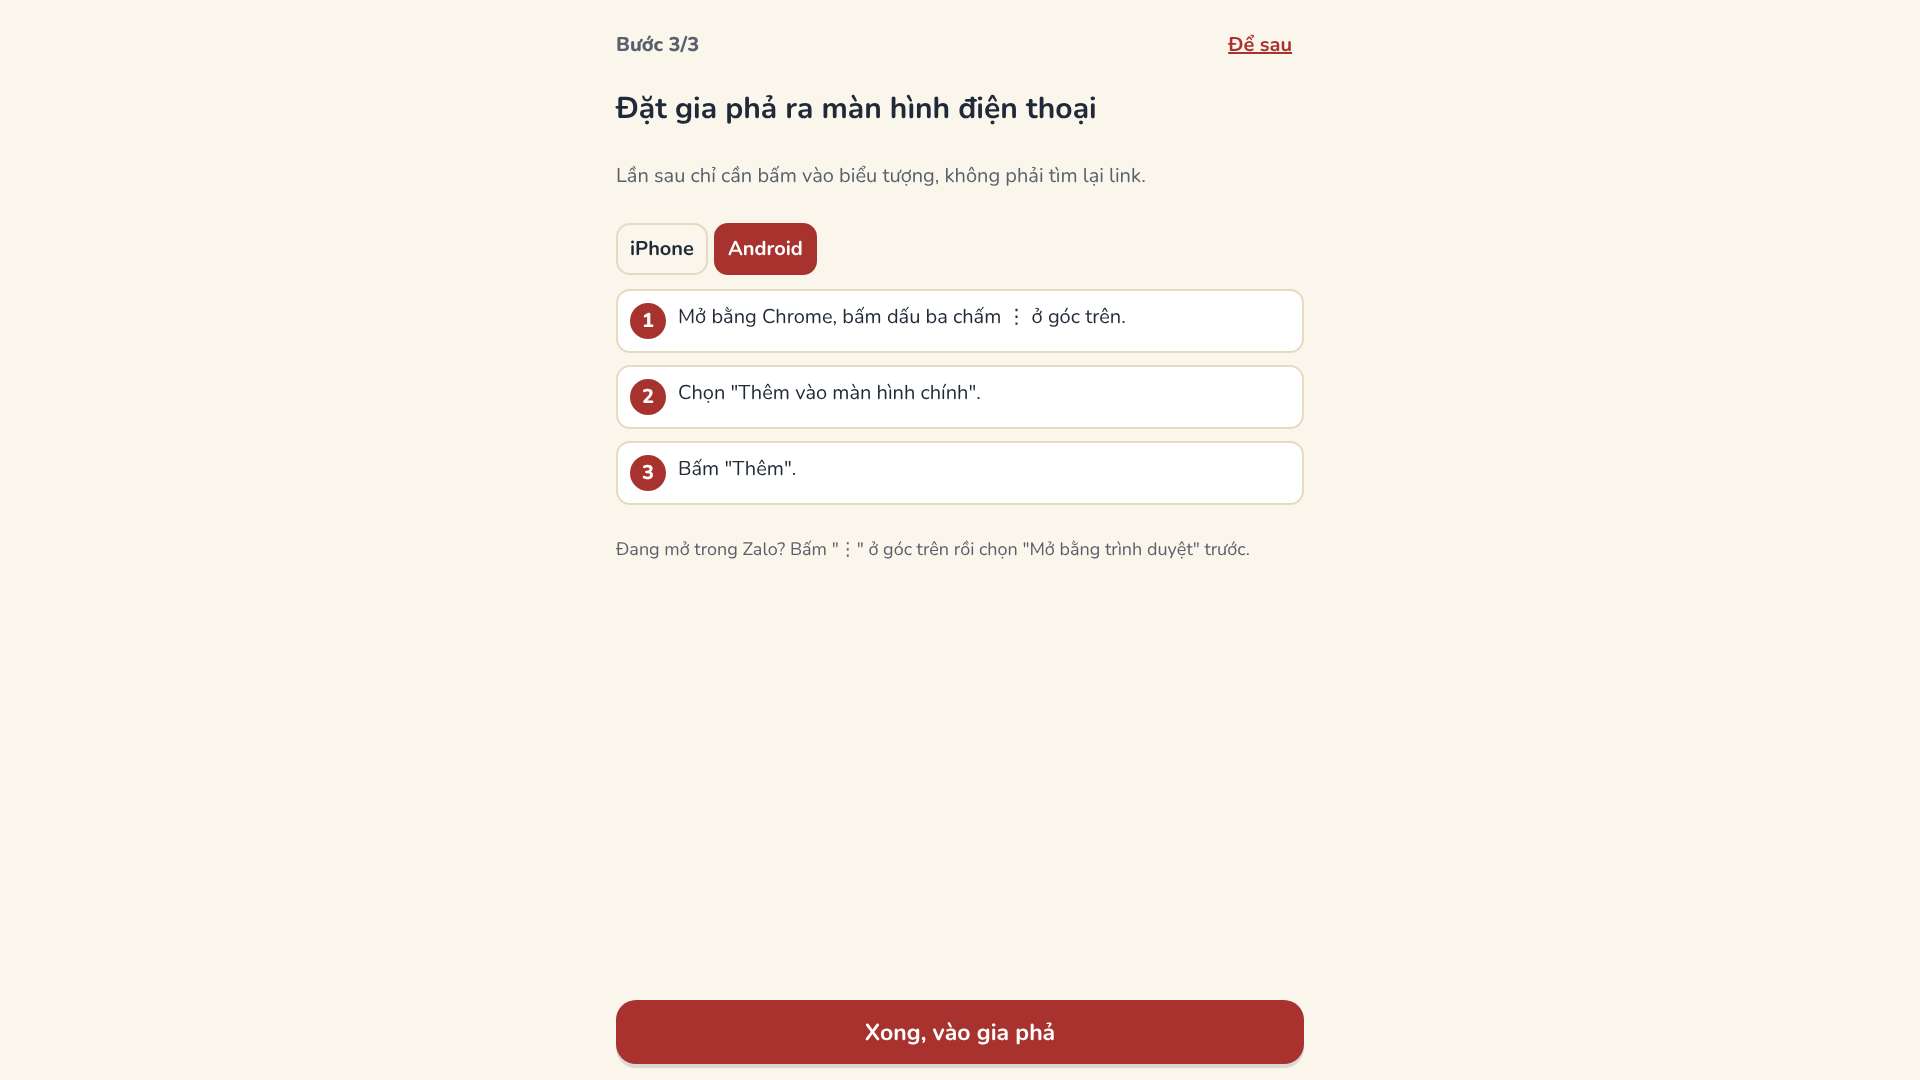 Bước 3/3
Để sau
Đặt gia phả ra màn hình điện thoại
Lần sau chỉ cần bấm vào biểu tượng, không phải tìm lại link.
iPhone
Android
1 Mở bằng Chrome, bấm dấu ba chấm ⋮ ở góc trên.
2 Chọn "Thêm vào màn hình chính".
3 Bấm "Thêm".
Đang mở trong Zalo? Bấm "⋮" ở góc trên rồi chọn "Mở bằng trình duyệt" trước.
Xong, vào gia phả